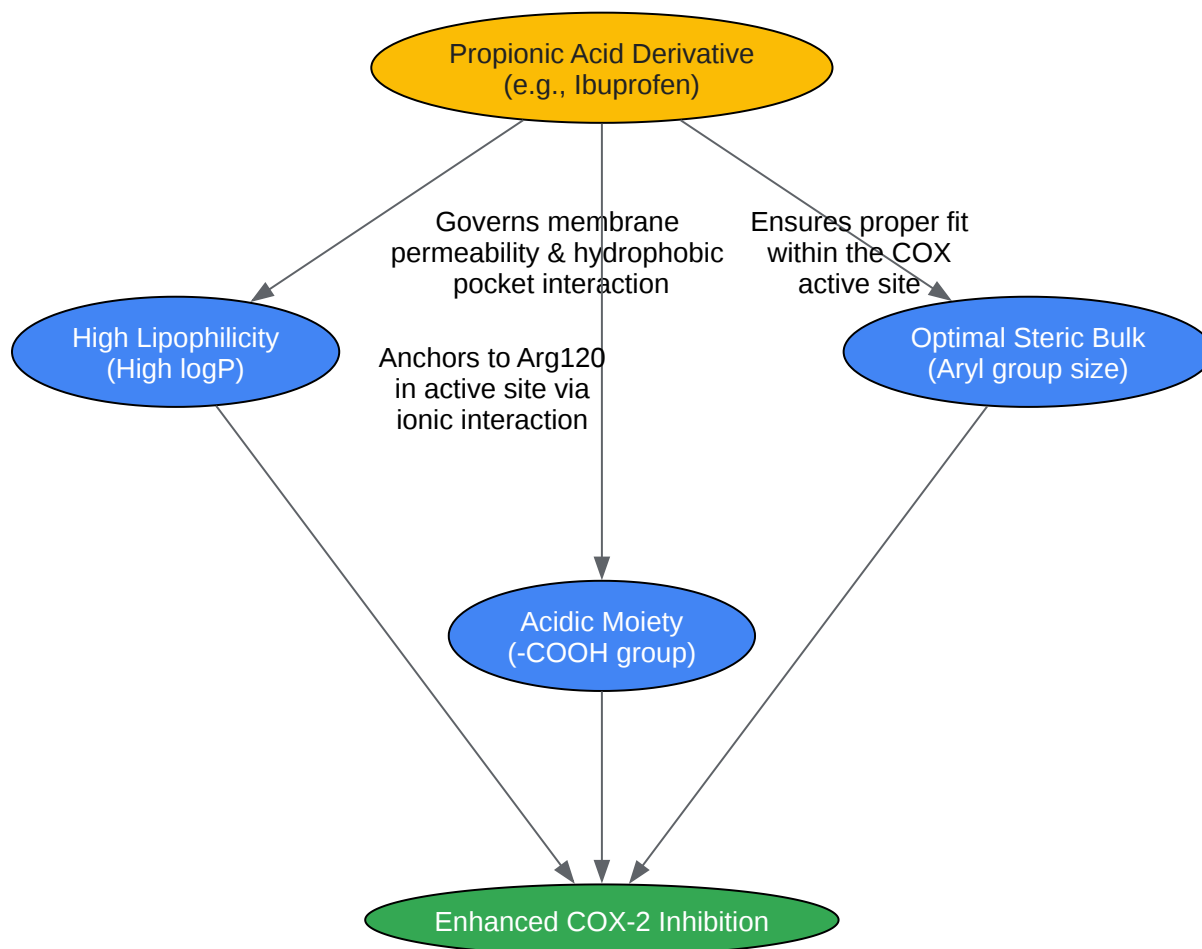 Propionic Acid Derivative
(e.g., Ibuprofen)
Governs membrane
permeability & hydrophobic
pocket interaction
Ensures proper fit
within the COX
active site
High Lipophilicity
(High logP)
Anchors to Arg120
in active site via
ionic interaction
Optimal Steric Bulk
(Aryl group size)
Acidic Moiety
(-COOH group)
Enhanced COX-2 Inhibition